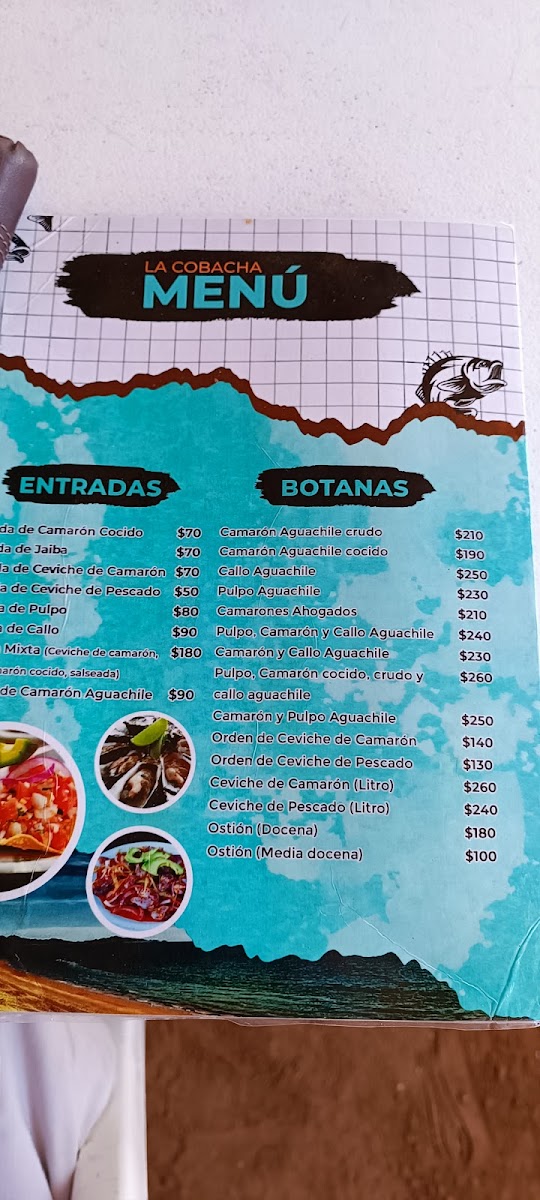 LA COBACHA
MENÚ
ENTRADAS
da de Camarón Cocido $70
da de Jaiba $70
a de Ceviche de Camarón $70
a de Ceviche de Pescado $50
a de Pulpo $80
a de Callo $90
Mixta (Ceviche de camarón, $180
arón cocido, salseada)
de Camarón Aguachile $90
BOTANAS
Camarón Aguachile crudo $210
Camarón Aguachile cocido $190
Callo Aguachile $250
Pulpo Aguachile $230
Camarones Ahogados $210
Pulpo, Camarón y Callo Aguachile $240
Camarón y Callo Aguachile $230
Pulpo, Camarón cocido, crudo y $260
callo aguachile
Camarón y Pulpo Aguachile $250
Orden de Ceviche de Camarón $140
Orden de Ceviche de Pescado $130
Ceviche de Camarón (Litro) $260
Ceviche de Pescado (Litro) $240
Ostión (Docena) $180
Ostión (Media docena) $100